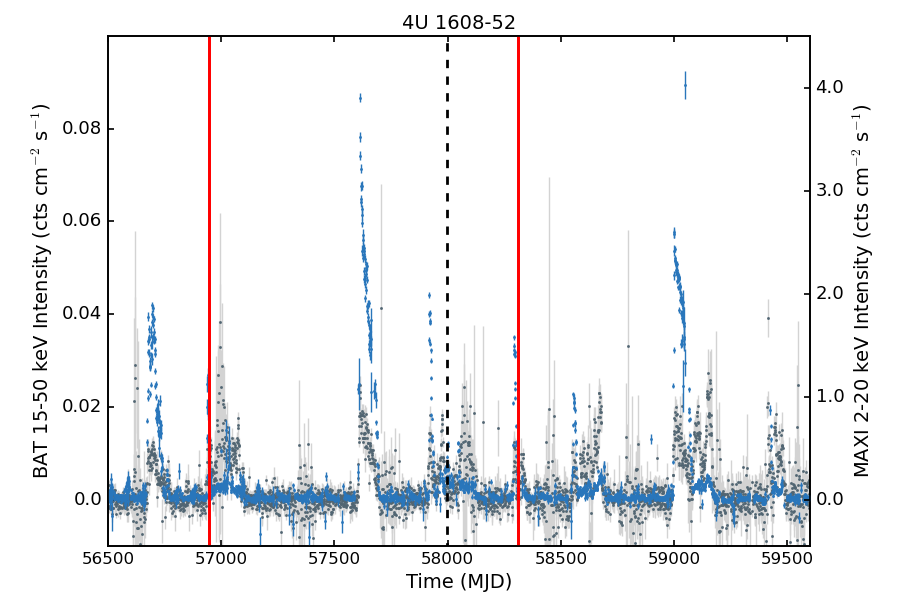 4U 1608-52
BAT 15-50 keV Intensity (cts cm⁻² s⁻¹)
0.08
0.06
0.04
0.02
0.0
4.0
3.0
2.0
1.0
0.0
MAXI 2-20 keV Intensity (cts cm⁻² s⁻¹)
56500 57000 57500 58000 58500 59000 59500
Time (MJD)